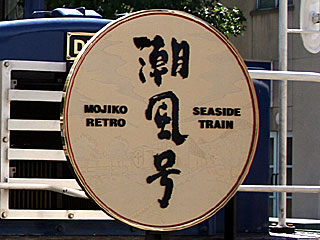 潮風号
MOJIKO RETRO
SEASIDE TRAIN
D